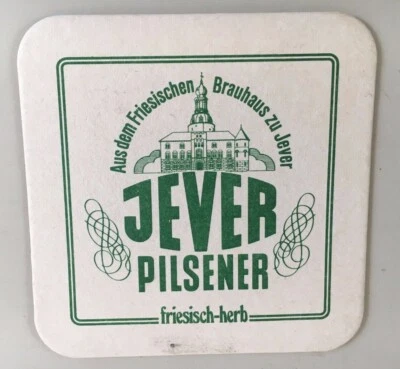 Aus dem Friesischen Brauhaus zu Jever
JEVER
PILSENER
friesisch-herb